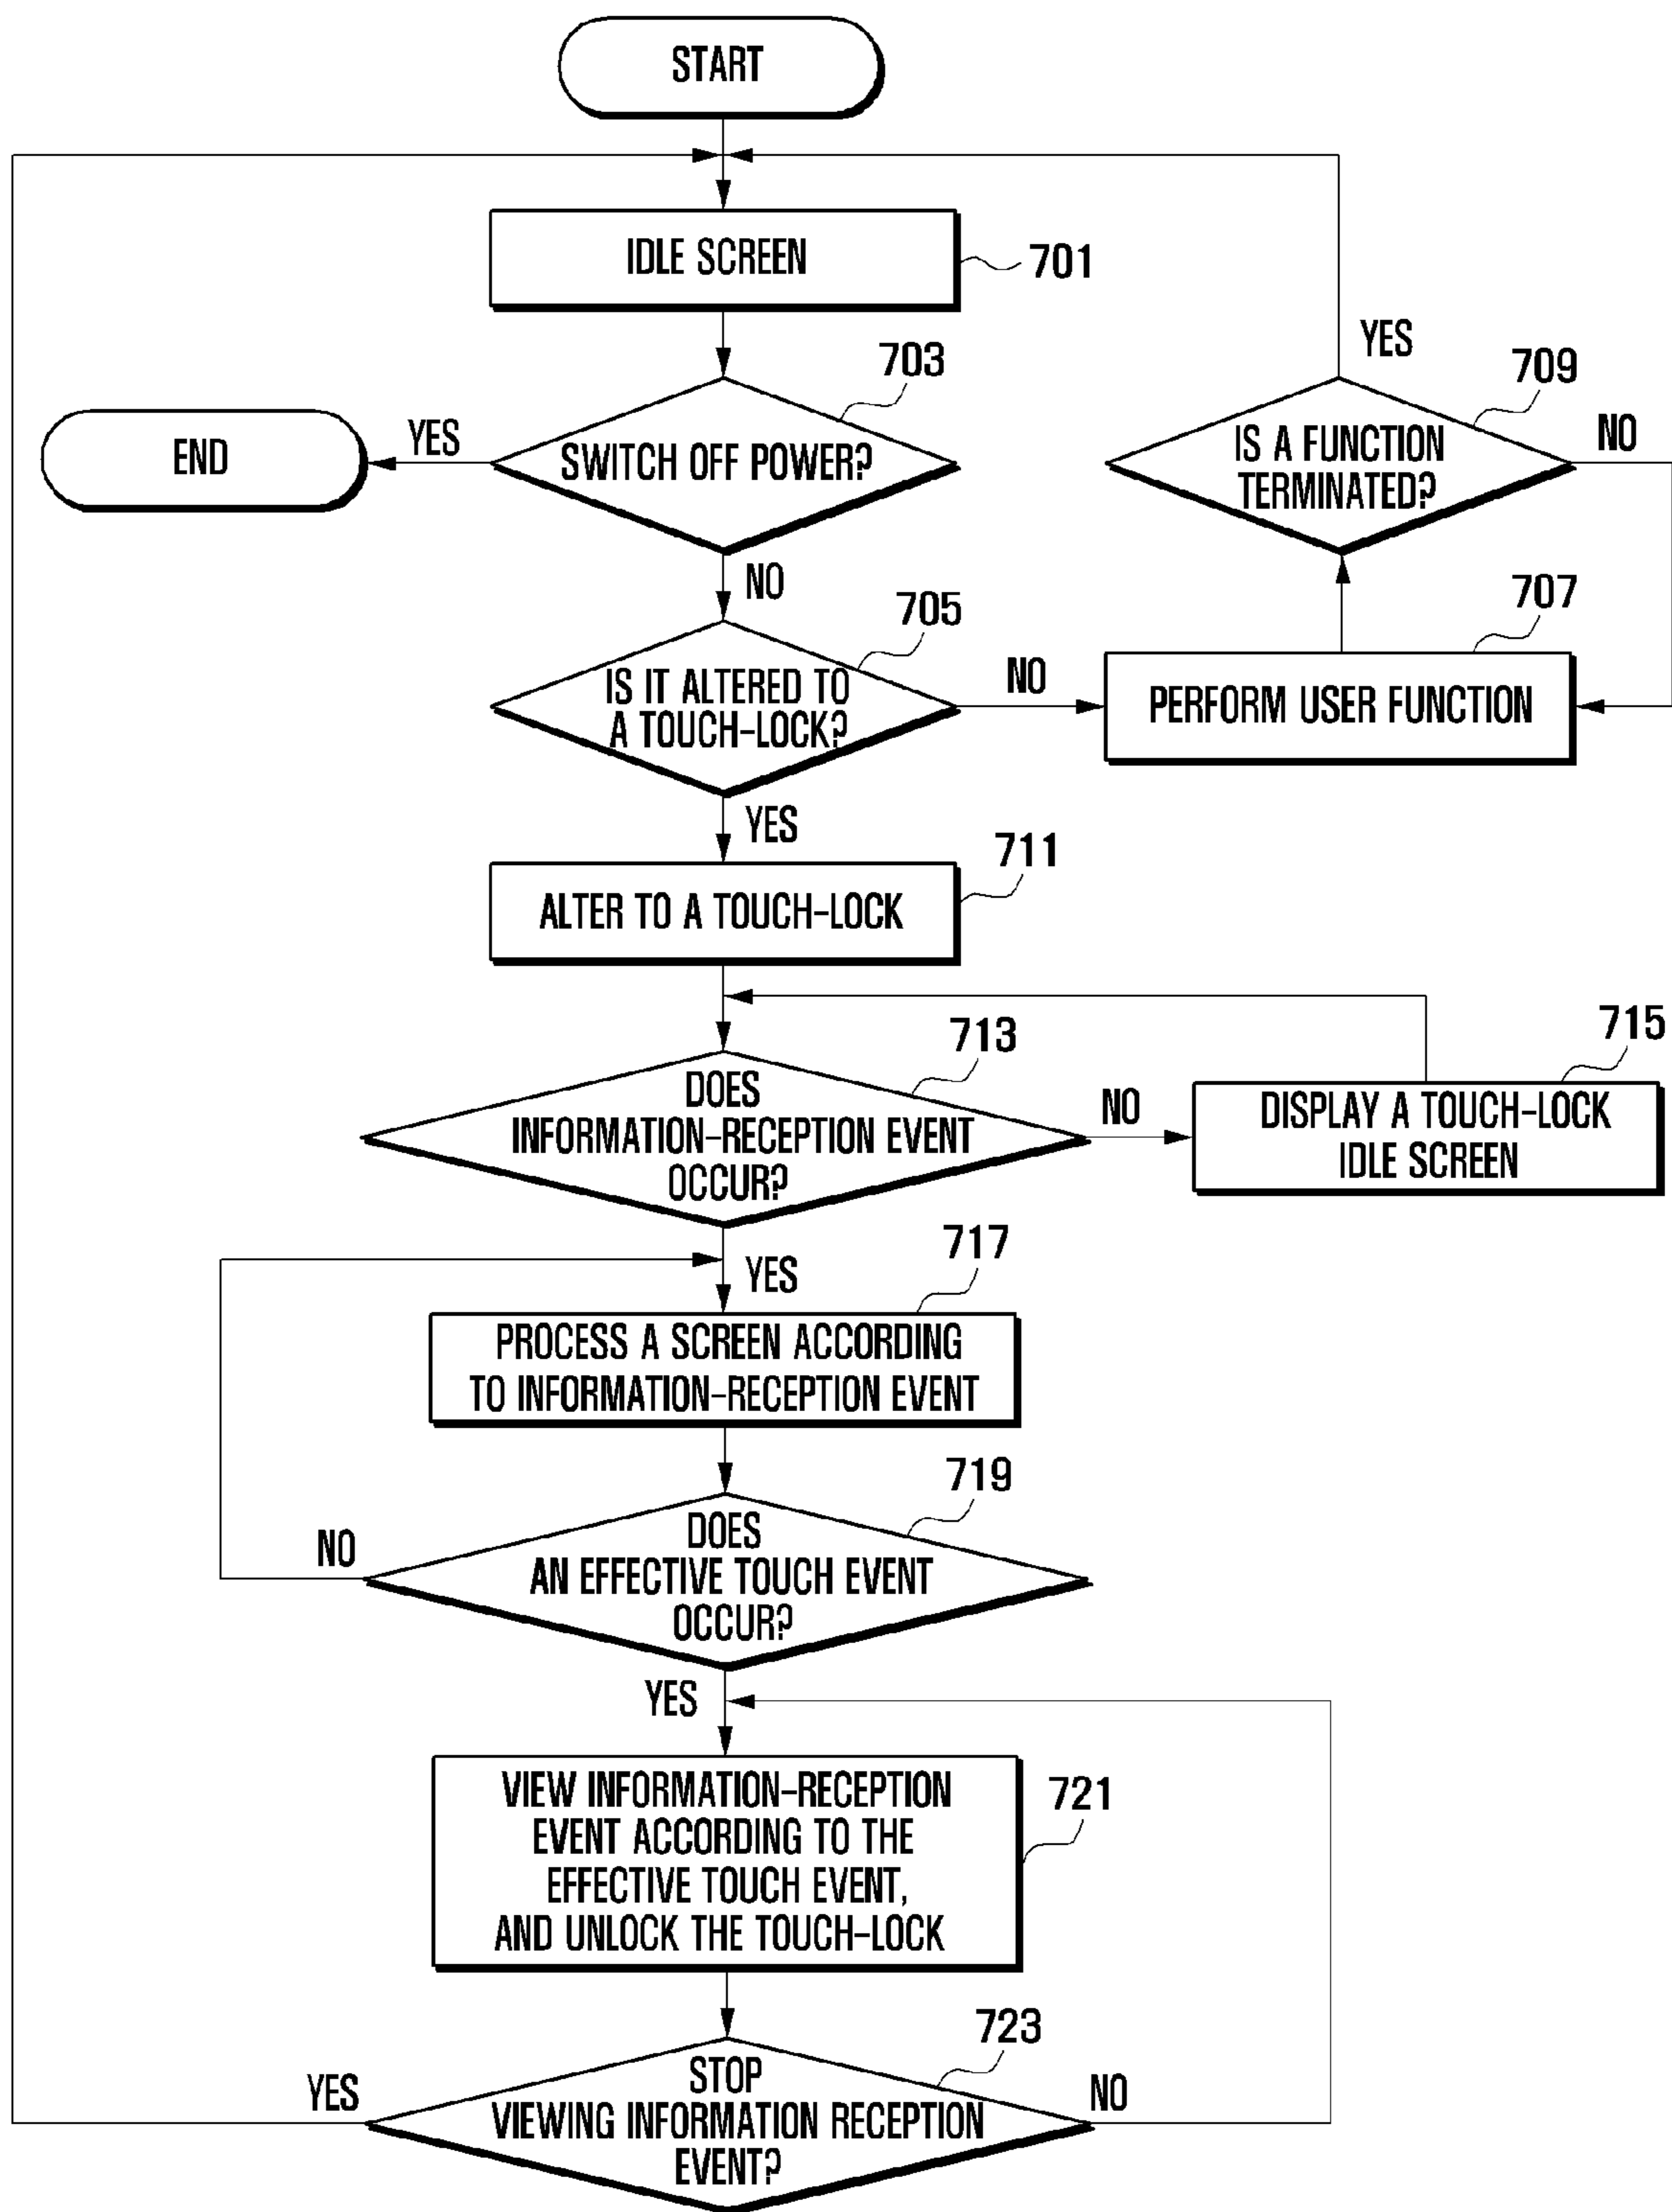 START
IDLE SCREEN
701
703
SWITCH OFF POWER?
YES
END
NO
705
IS IT ALTERED TO
A TOUCH-LOCK?
NO
707
PERFORM USER FUNCTION
709
IS A FUNCTION
TERMINATED?
YES
NO
YES
711
ALTER TO A TOUCH-LOCK
713
DOES
INFORMATION-RECEPTION EVENT
OCCUR?
NO
715
DISPLAY A TOUCH-LOCK
IDLE SCREEN
YES
717
PROCESS A SCREEN ACCORDING
TO INFORMATION-RECEPTION EVENT
719
DOES
AN EFFECTIVE TOUCH EVENT
OCCUR?
NO
YES
VIEW INFORMATION-RECEPTION
EVENT ACCORDING TO THE
EFFECTIVE TOUCH EVENT,
AND UNLOCK THE TOUCH-LOCK
721
723
STOP
VIEWING INFORMATION RECEPTION
EVENT?
YES
NO